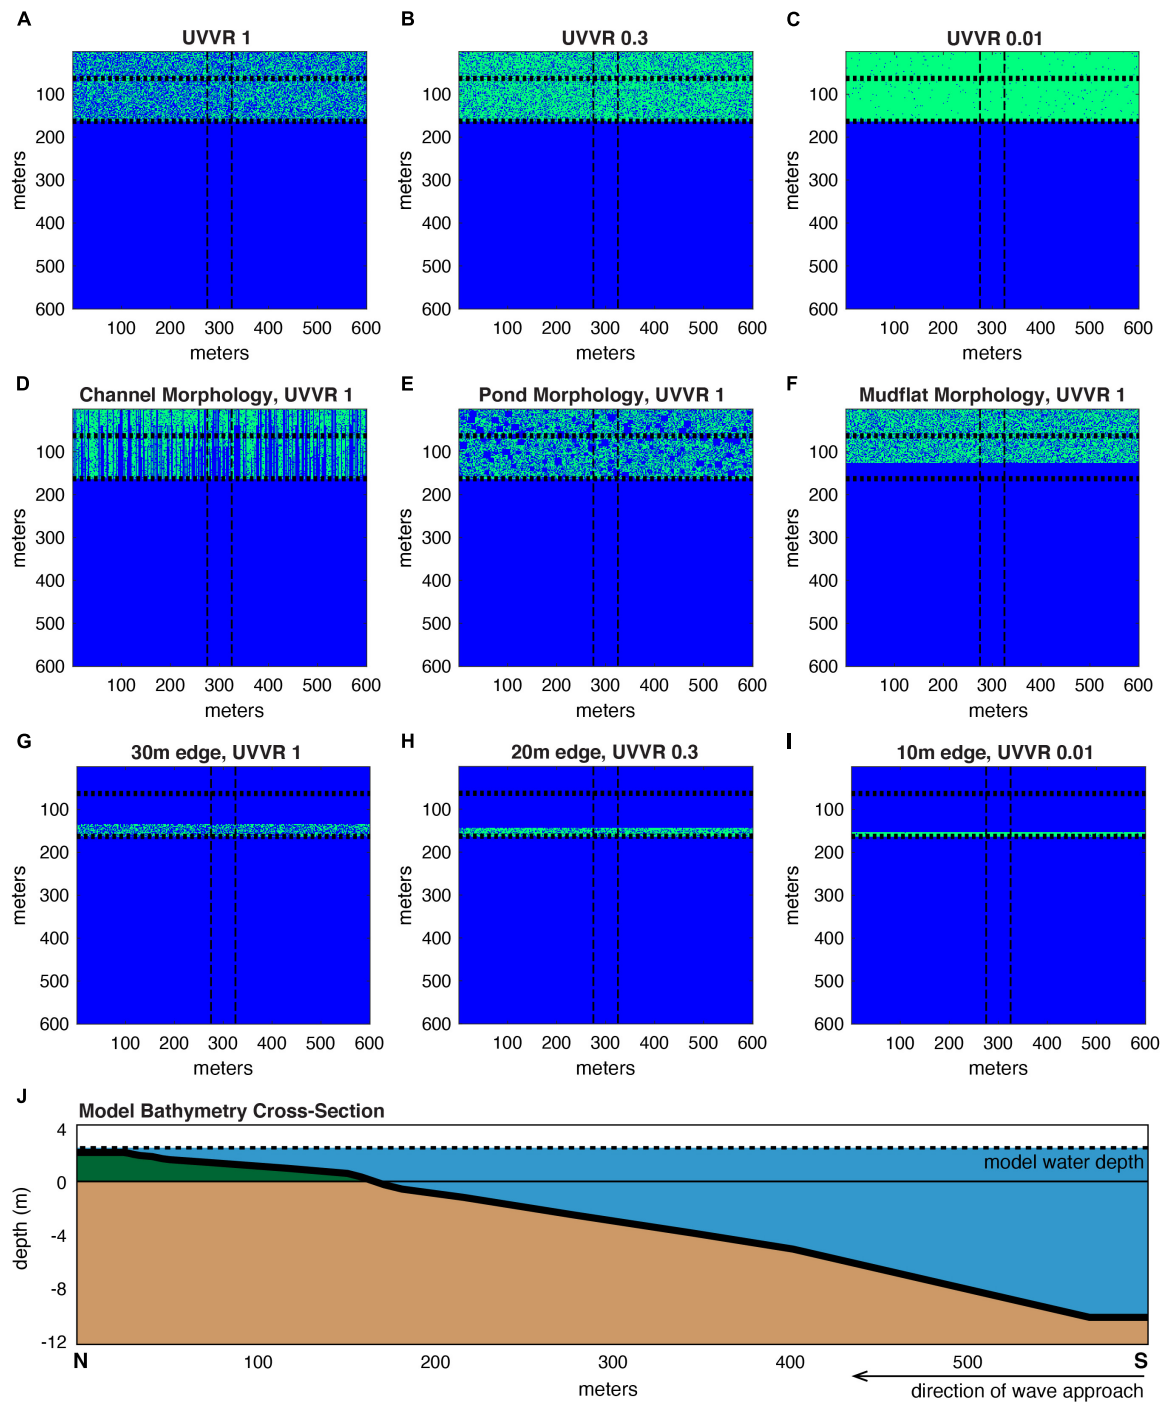 A
UVVR 1
B
UVVR 0.3
C
UVVR 0.01
meters
100
200
300
400
500
600
100 200 300 400 500 600
meters
meters
100
200
300
400
500
600
100 200 300 400 500 600
meters
meters
100
200
300
400
500
600
100 200 300 400 500 600
meters
D
Channel Morphology, UVVR 1
E
Pond Morphology, UVVR 1
F
Mudflat Morphology, UVVR 1
meters
100
200
300
400
500
600
100 200 300 400 500 600
meters
meters
100
200
300
400
500
600
100 200 300 400 500 600
meters
meters
100
200
300
400
500
600
100 200 300 400 500 600
meters
G
30m edge, UVVR 1
H
20m edge, UVVR 0.3
I
10m edge, UVVR 0.01
meters
100
200
300
400
500
600
100 200 300 400 500 600
meters
meters
100
200
300
400
500
600
100 200 300 400 500 600
meters
meters
100
200
300
400
500
600
100 200 300 400 500 600
meters
J
Model Bathymetry Cross-Section
depth (m)
4
0
-4
-8
-12
model water depth
N 100 200 300 400 500 S
meters
direction of wave approach